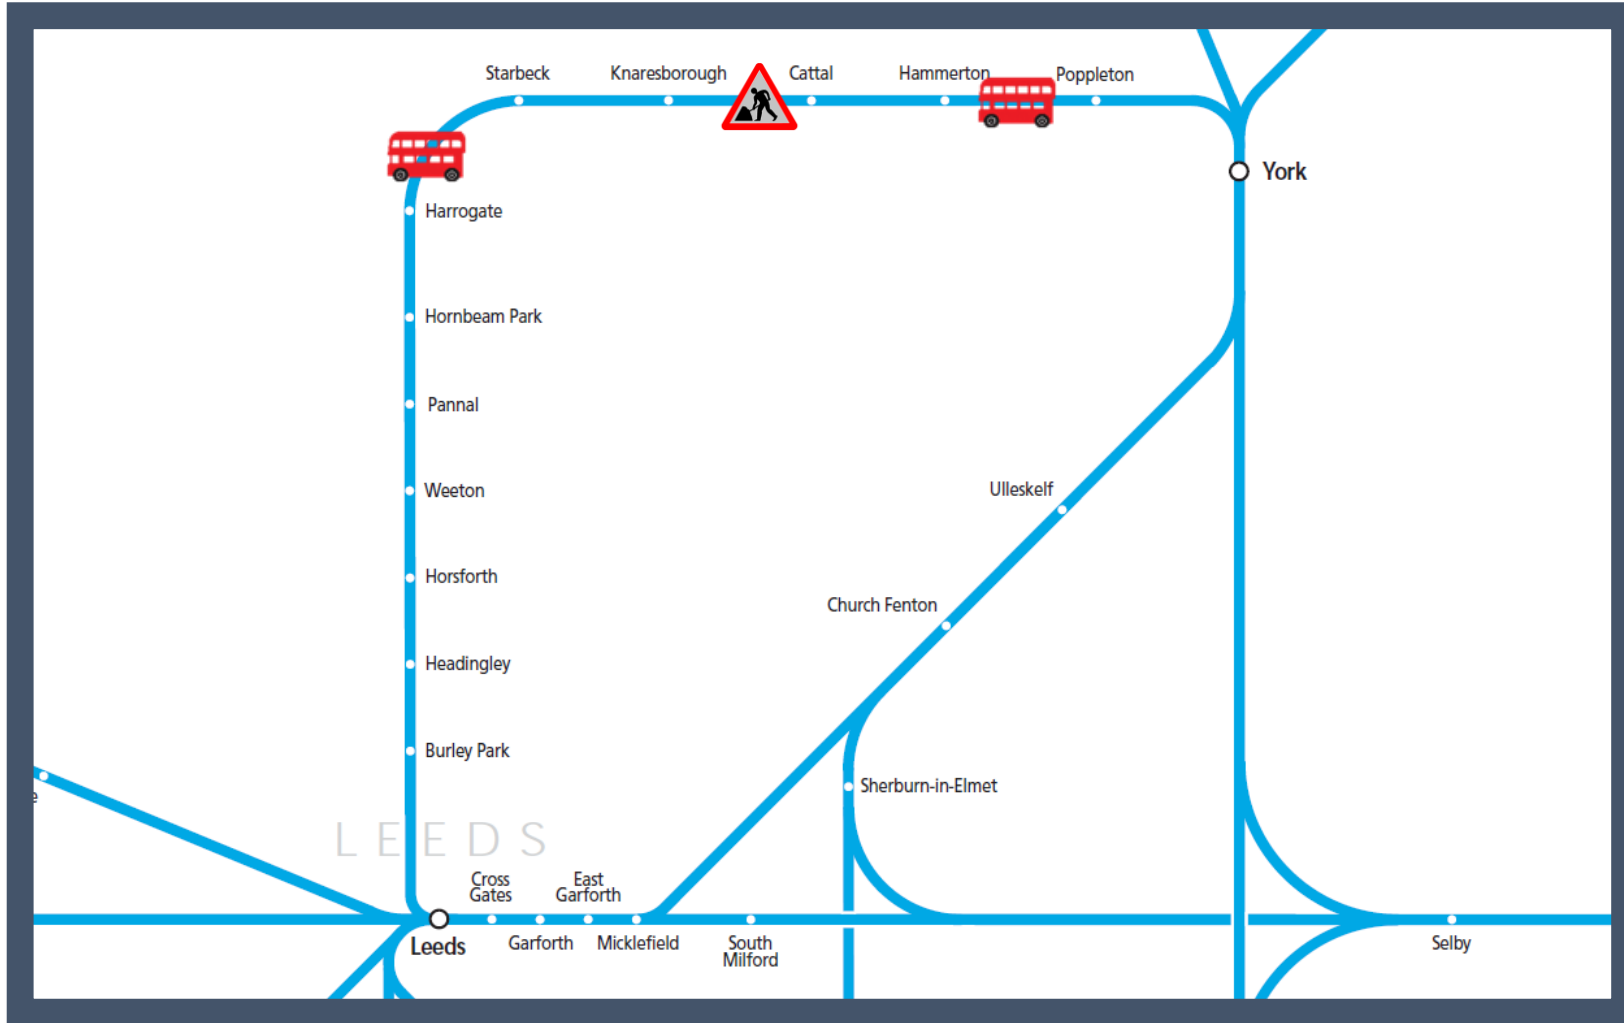 Starbeck
Knaresborough
Cattal
Hammerton
Poppleton
York
Harrogate
Hornbeam Park
Pannal
Weeton
Ulleskelf
Horsforth
Church Fenton
Headingley
Burley Park
Sherburn-in-Elmet
LEEDS
Cross
Gates
East
Garforth
Leeds
Garforth
Micklefield
South
Milford
Selby